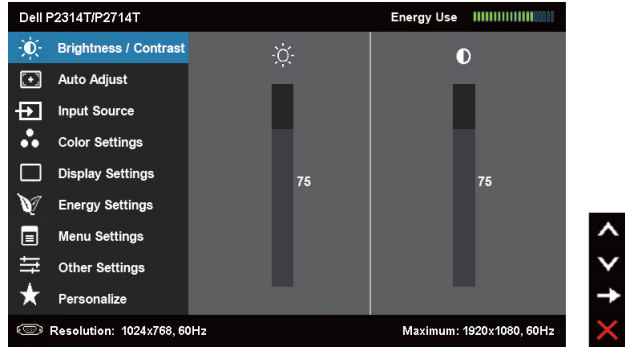 Dell P2314T/P2714T
Energy Use
Brightness / Contrast
Auto Adjust
Input Source
Color Settings
Display Settings
Energy Settings
Menu Settings
Other Settings
Personalize
75
75
Resolution: 1024x768, 60Hz
Maximum: 1920x1080, 60Hz